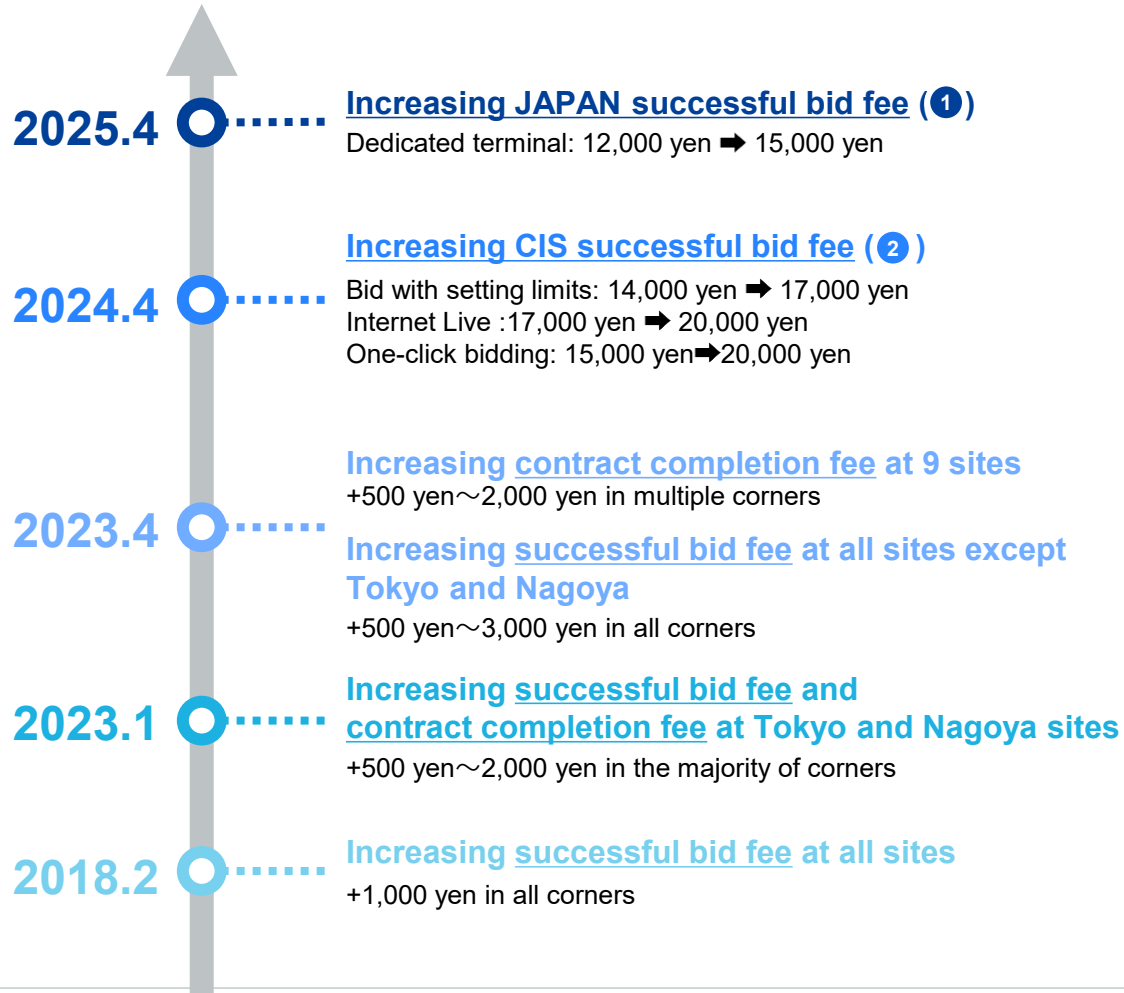 2025.4
Increasing JAPAN successful bid fee (❶)
Dedicated terminal: 12,000 yen ➡ 15,000 yen
2024.4
Increasing CIS successful bid fee (❷)
Bid with setting limits: 14,000 yen ➡ 17,000 yen
Internet Live :17,000 yen ➡ 20,000 yen
One-click bidding: 15,000 yen➡20,000 yen
2023.4
Increasing contract completion fee at 9 sites
+500 yen～2,000 yen in multiple corners
Increasing successful bid fee at all sites except
Tokyo and Nagoya
+500 yen～3,000 yen in all corners
2023.1
Increasing successful bid fee and
contract completion fee at Tokyo and Nagoya sites
+500 yen～2,000 yen in the majority of corners
2018.2
Increasing successful bid fee at all sites
+1,000 yen in all corners